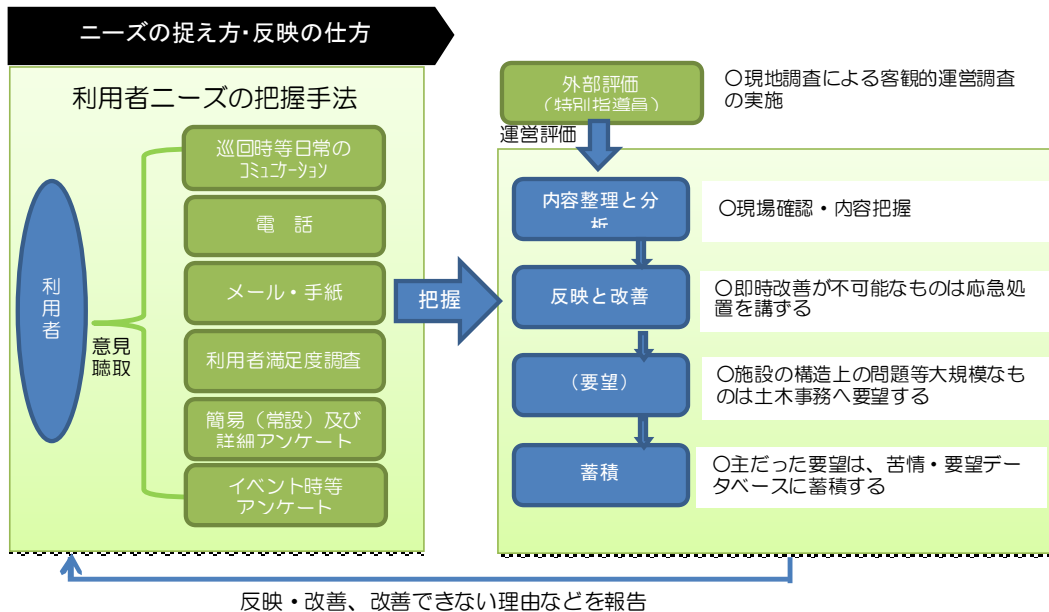 ニーズの捉え方・反映の仕方
利用者ニーズの把握手法
利用者
意見
聴取
巡回時等日常の
ｺﾐｭﾆｹｰｼｮﾝ
電　話
メール・手紙
利用者満足度調査
簡易（常設）及び
詳細アンケート
イベント時等
アンケート
把握
外部評価
（特別指導員）
〇現地調査による客観的運営調査
の実施
運営評価
内容整理と分
析
〇現場確認・内容把握
反映と改善
〇即時改善が不可能なものは応急処
置を講ずる
（要望）
〇施設の構造上の問題等大規模なも
のは土木事務へ要望する
蓄積
〇主だった要望は、苦情・要望デー
タベースに蓄積する
反映・改善、改善できない理由などを報告